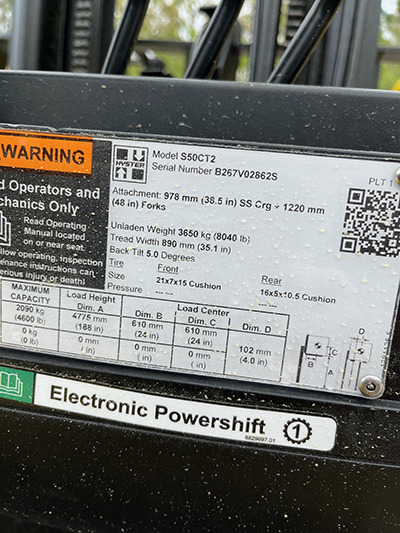 WARNING
d Operators and
chanics Only
Read Operating
Manual located
on or near seat
follow operating, inspection
enance instructions can
erious injury or death!
HYSTER
Model S50CT2
Serial Number B267V02862S
PLT 1
Attachment: 978 mm (38.5 in) SS Crg + 1220 mm
(48 in) Forks
Unladen Weight 3650 kg (8040 lb)
Tread Width 890 mm (35.1 in)
Back Tilt 5.0 Degrees
Tire Front Rear
Size 21x7x15 Cushion 16x5x10.5 Cushion
Pressure --- --- --- ---
MAXIMUM CAPACITY Load Height Dim. A Load Center
Dim. B Dim. C Dim. D
2090 kg 4775 mm 610 mm 610 mm 102 mm
(4600 lb) (188 in) (24 in) (24 in) (4.0 in)
0 kg 0 mm 0 mm 0 mm
(0 lb) ( / in) ( / in) ( / in)
B C A D
Electronic Powershift 1
8829697.01